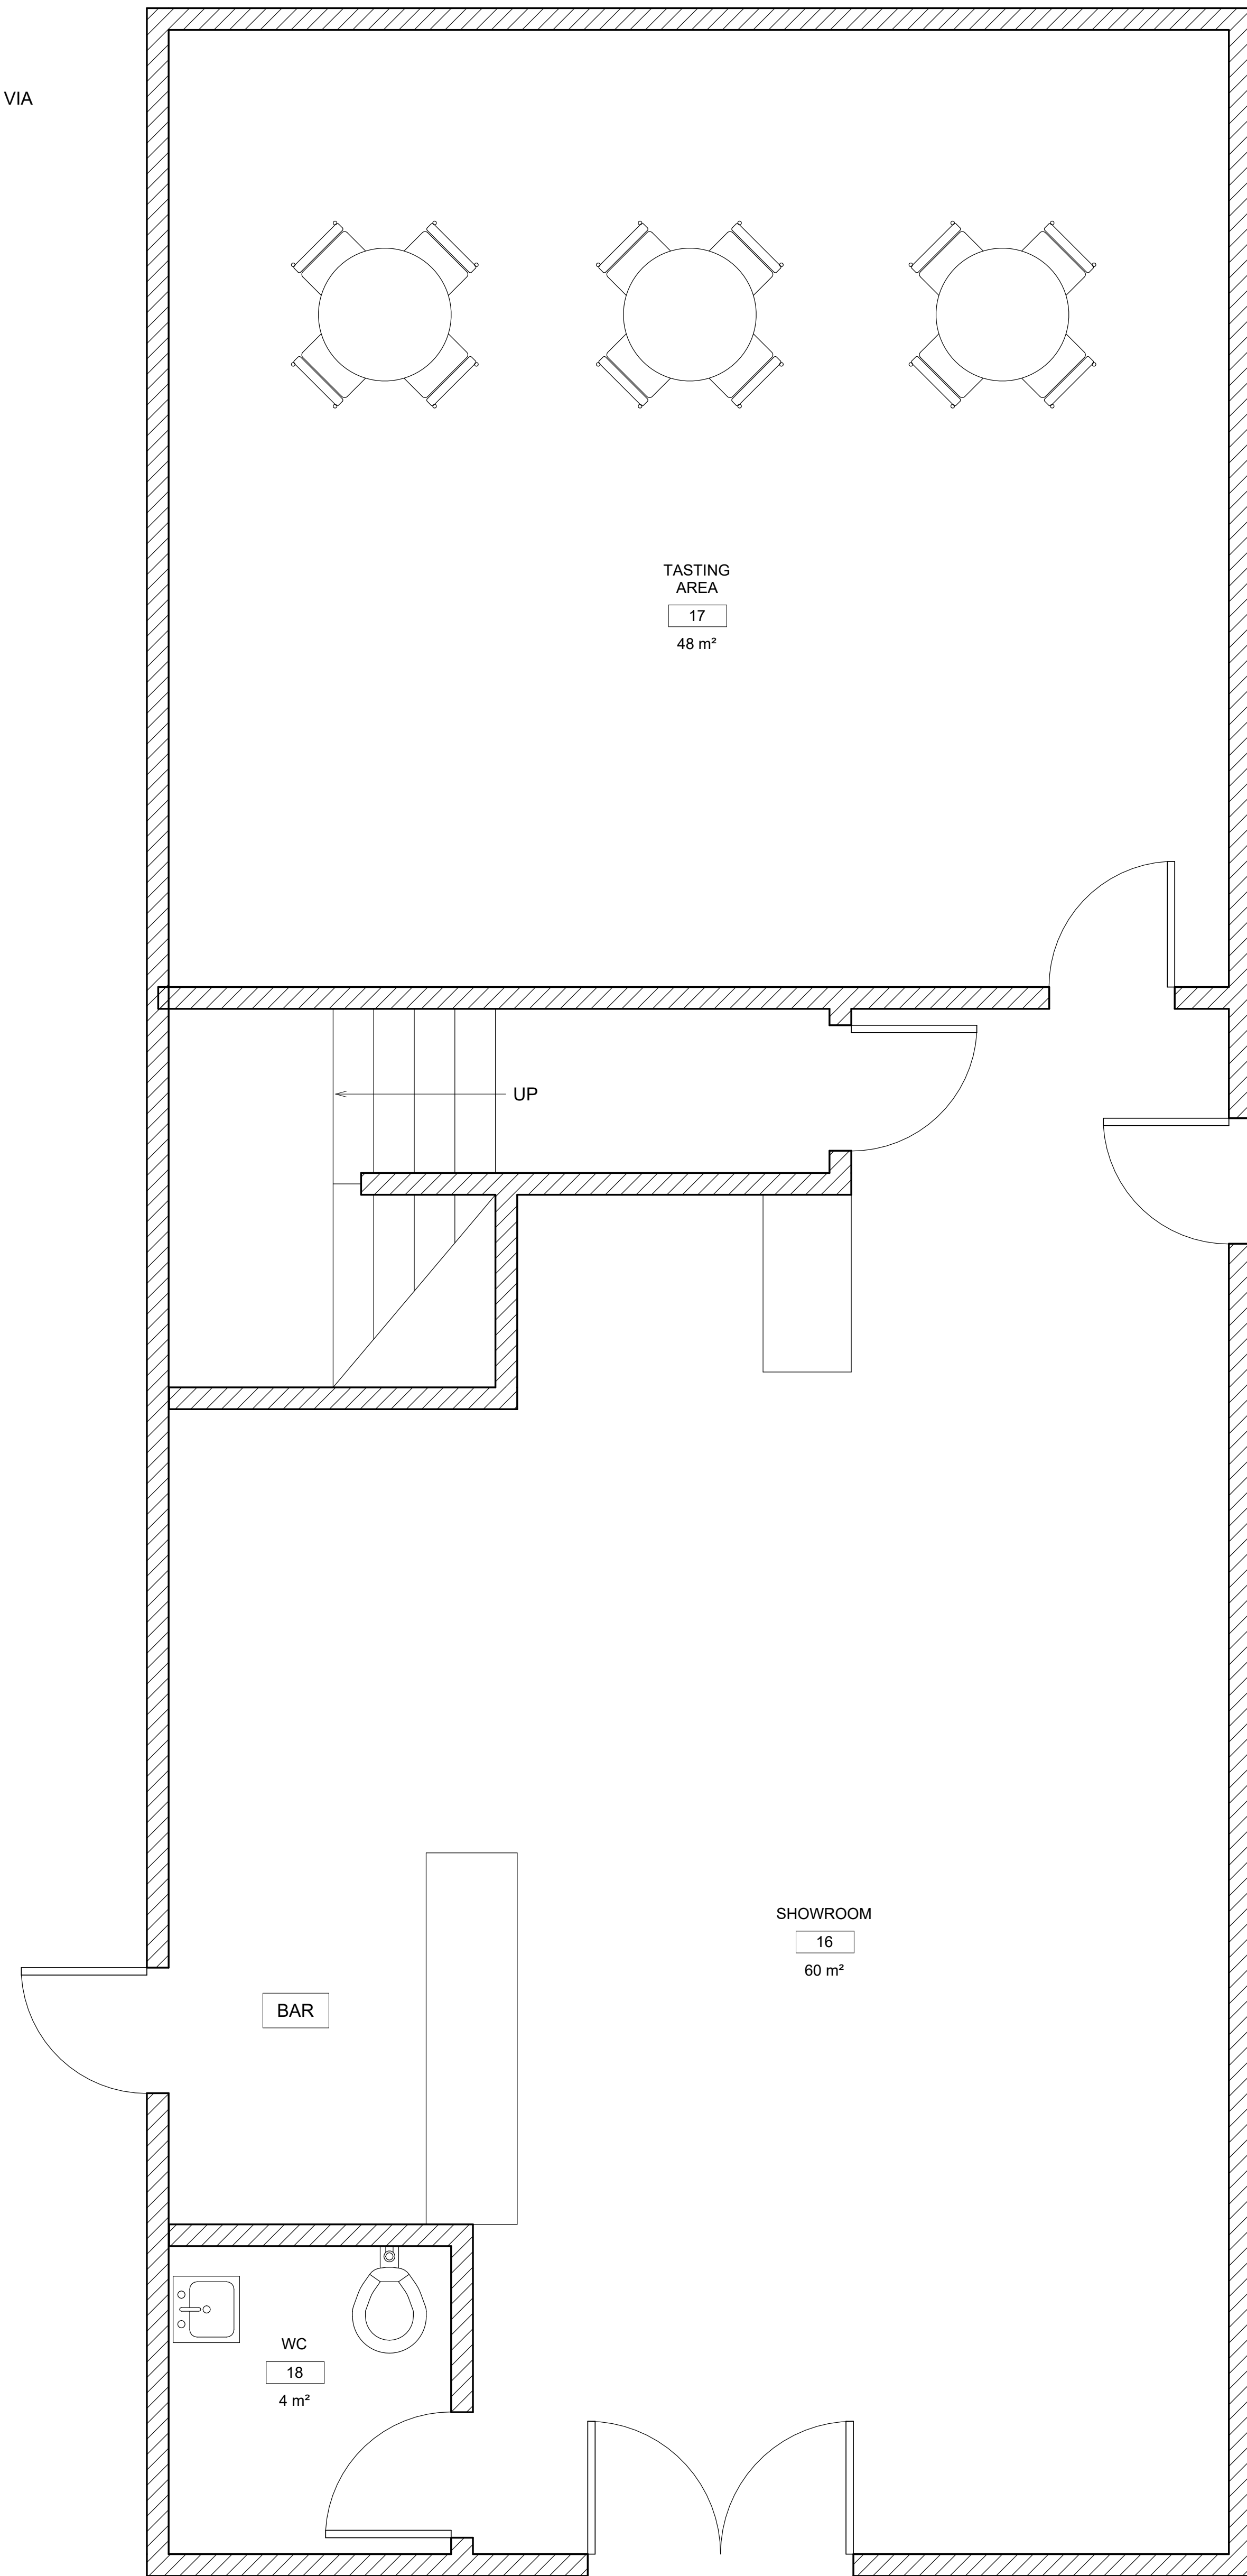 VIA
TASTING
AREA
17
48 m²
UP
SHOWROOM
16
60 m²
BAR
WC
18
4 m²